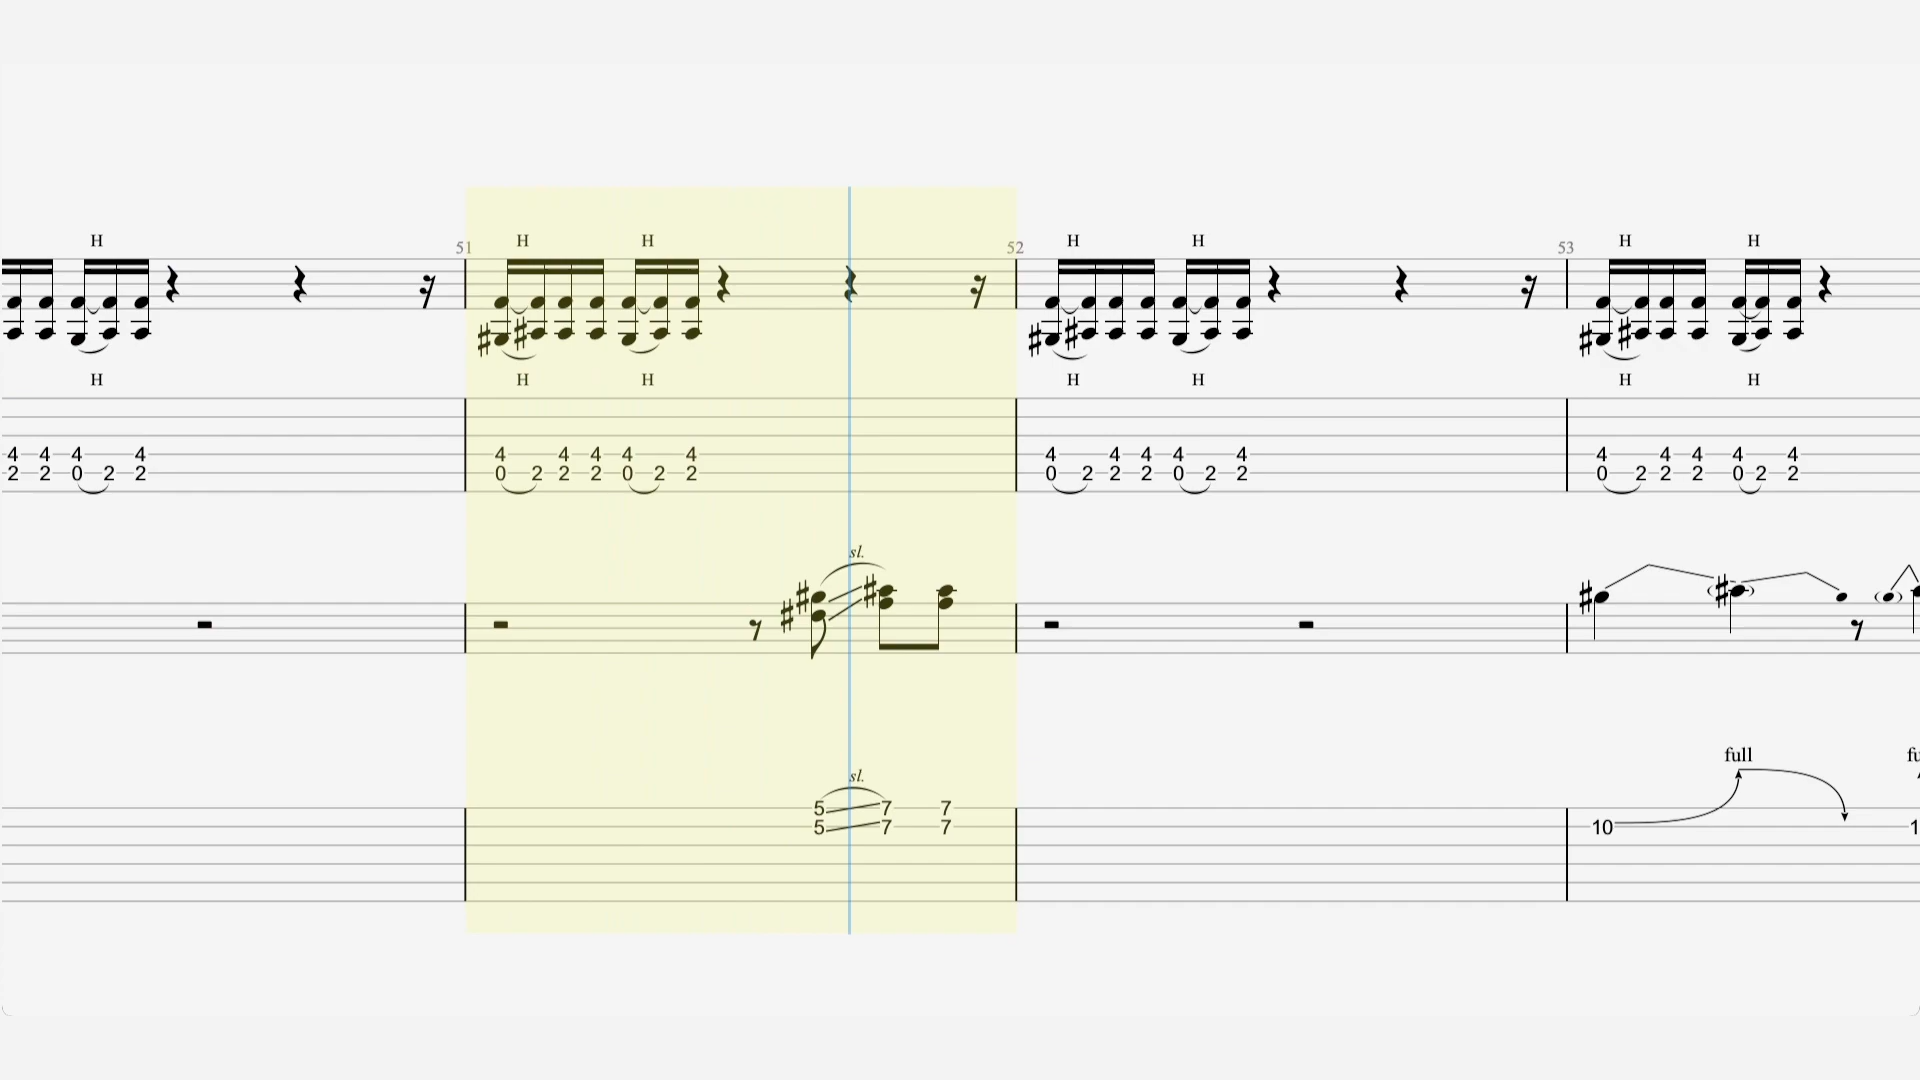 H H H H H H H
51 52 53
H H H H H H H
4 4 4 4 4 4 4 4 4 4 4 4 4 4 4 4 4 4 4
2 2 0 2 2 0 2 2 2 0 2 2 0 2 2 2 0 2 2 0 2 2 2 0 2 2
sl.
sl.
full
5 7 7
5 7 7 10